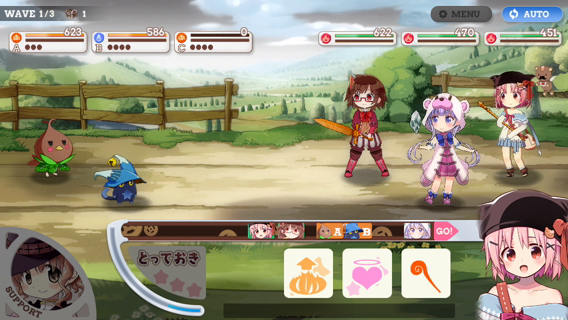 WAVE 1/3 1
MENU
AUTO
623
A
586
B
0
C
622
470
451
A B GO!
とっておき
SUPPORT